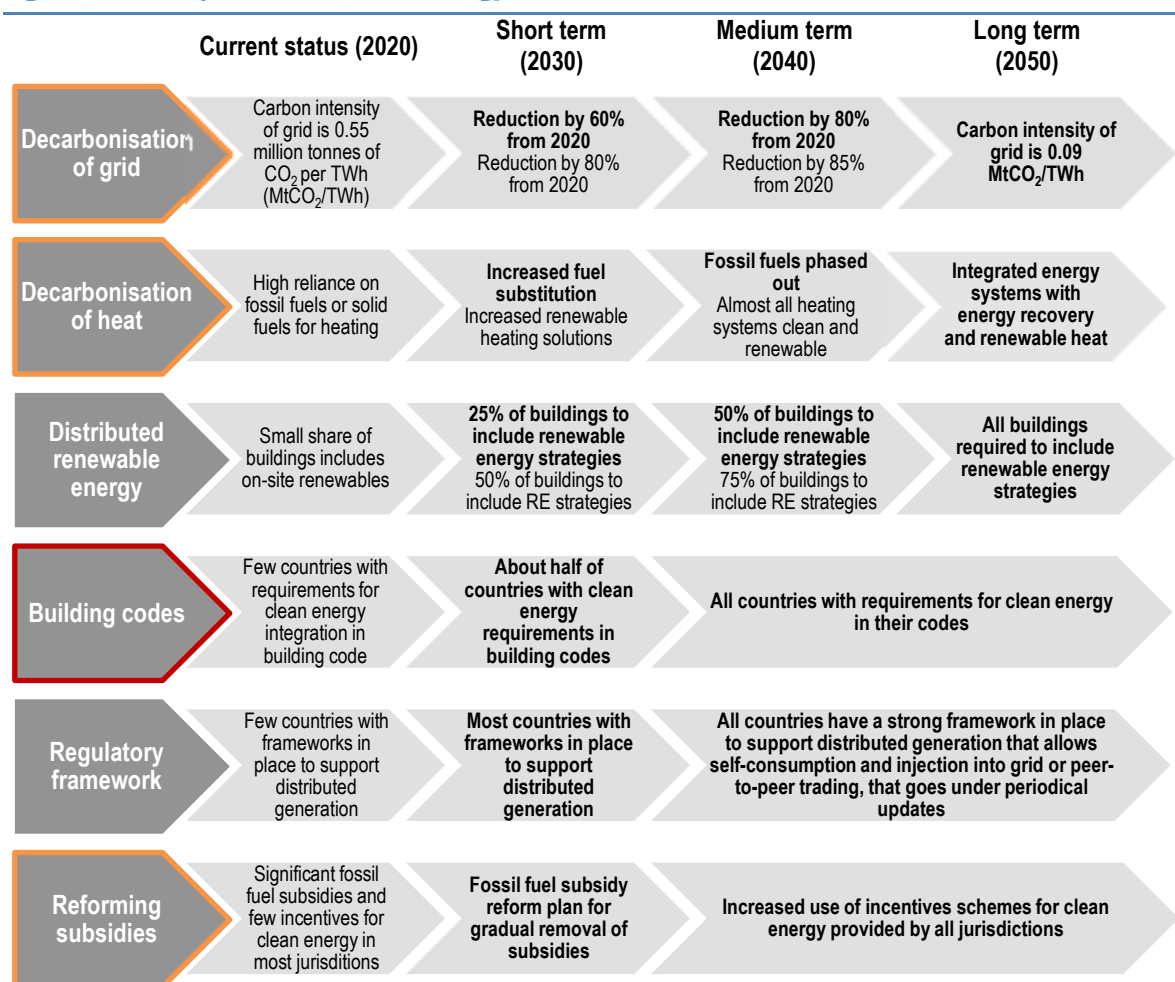 Current status (2020)
Short term
(2030)
Medium term
(2040)
Long term
(2050)
Decarbonisation
of grid
Carbon intensity
of grid is 0.55
million tonnes of
CO₂ per TWh
(MtCO₂/TWh)
Reduction by 60%
from 2020
Reduction by 80%
from 2020
Reduction by 80%
from 2020
Reduction by 85%
from 2020
Carbon intensity of
grid is 0.09
MtCO₂/TWh
Decarbonisation
of heat
High reliance on
fossil fuels or solid
fuels for heating
Increased fuel
substitution
Increased renewable
heating solutions
Fossil fuels phased
out
Almost all heating
systems clean and
renewable
Integrated energy
systems with
energy recovery
and renewable heat
Distributed
renewable
energy
Small share of
buildings includes
on-site renewables
25% of buildings to
include renewable
energy strategies
50% of buildings to
include RE strategies
50% of buildings to
include renewable
energy strategies
75% of buildings to
include RE strategies
All buildings
required to include
renewable energy
strategies
Building codes
Few countries with
requirements for
clean energy
integration in
building code
About half of
countries with clean
energy
requirements in
building codes
All countries with requirements for clean energy
in their codes
Regulatory
framework
Few countries with
frameworks in
place to support
distributed
generation
Most countries with
frameworks in place
to support
distributed
generation
All countries have a strong framework in place
to support distributed generation that allows
self-consumption and injection into grid or peer-
to-peer trading, that goes under periodical
updates
Reforming
subsidies
Significant fossil
fuel subsidies and
few incentives for
clean energy in
most jurisditions
Fossil fuel subsidy
reform plan for
gradual removal of
subsidies
Increased use of incentives schemes for clean
energy provided by all jurisdictions